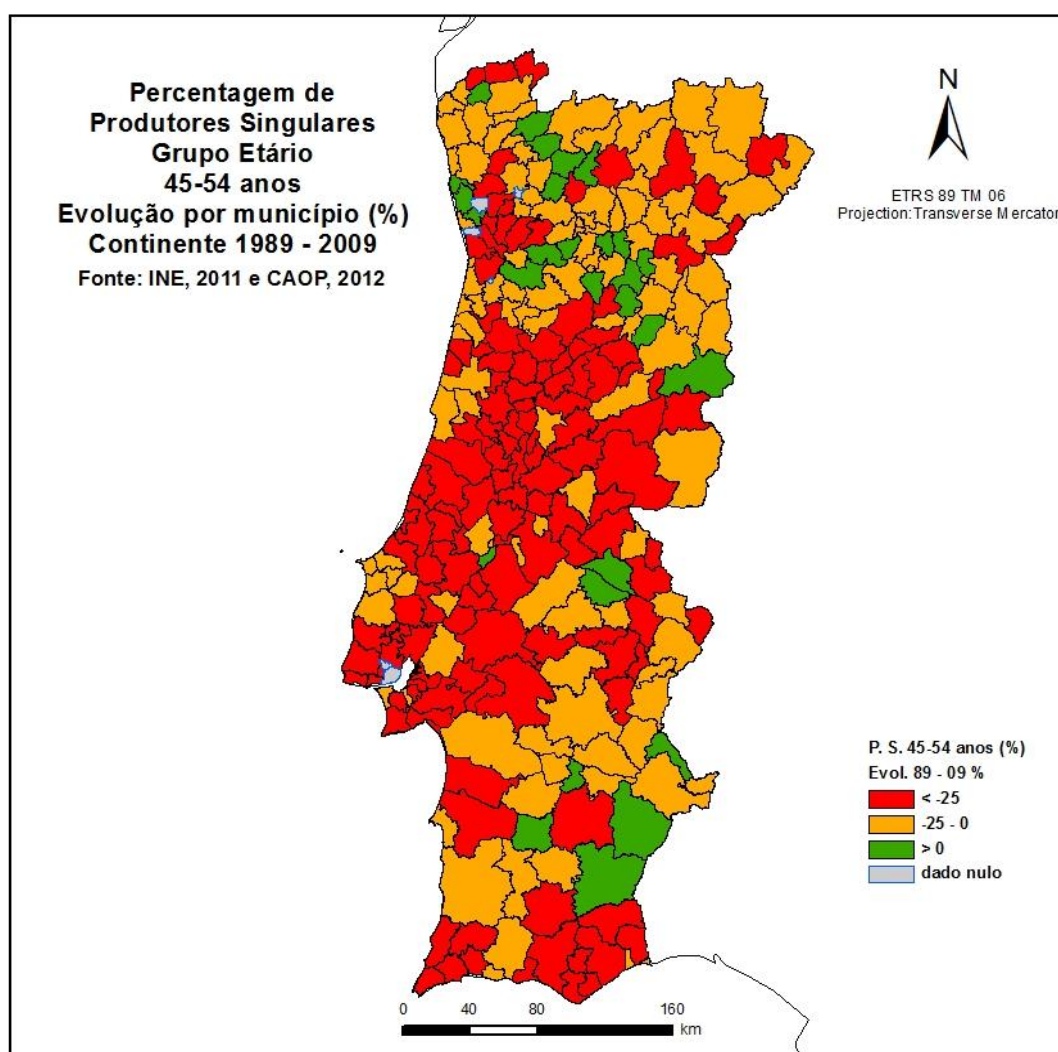 Percentagem de
Produtores Singulares
Grupo Etário
45-54 anos
Evolução por município (%)
Continente 1989 - 2009
Fonte: INE, 2011 e CAOP, 2012
N
ETRS 89 TM 06
Projection:Transverse Mercator
P. S. 45-54 anos (%)
Evol. 89 - 09 %
< -25
-25 - 0
> 0
dado nulo
0 40 80 160
km